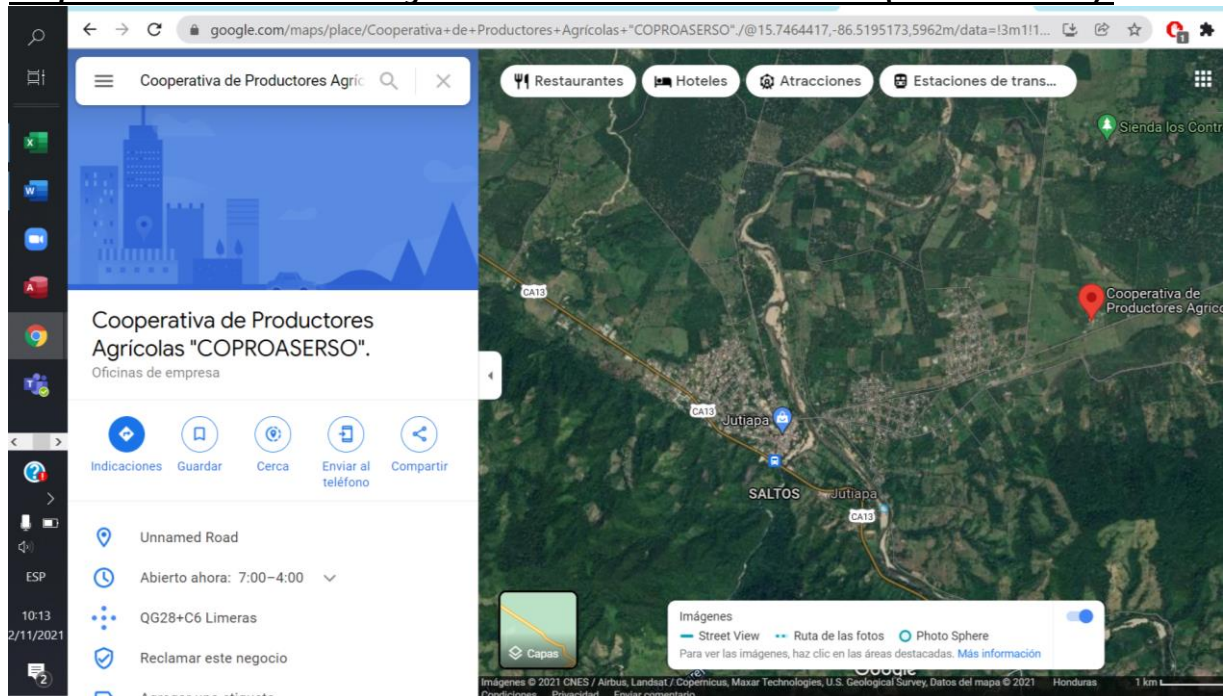 google.com/maps/place/Cooperativa+de+Productores+Agrícolas+"COPROASERSO"./@15.7464417,-86.5195173,5962m/data=!3m1!1...
Cooperativa de Productores Agríc
Restaurantes
Hoteles
Atracciones
Estaciones de trans...
Sienda los Contr
CA13
Cooperativa de
Productores Agríco
Cooperativa de Productores
Agrícolas "COPROASERSO".
Oficinas de empresa
CA13
Jutiapa
Indicaciones
Guardar
Cerca
Enviar al
teléfono
Compartir
SALTOS
Jutiapa
CA13
Unnamed Road
Abierto ahora: 7:00–4:00
QG28+C6 Limeras
Reclamar este negocio
ESP
10:13
2/11/2021
2
Capas
Imágenes
Street View
Ruta de las fotos
Photo Sphere
Para ver las imágenes, haz clic en las áreas destacadas. Más información
Google
Imágenes © 2021 CNES / Airbus, Landsat / Copernicus, Maxar Technologies, U.S. Geological Survey, Datos del mapa © 2021
Honduras
1 km
Condiciones
Privacidad
Enviar comentario